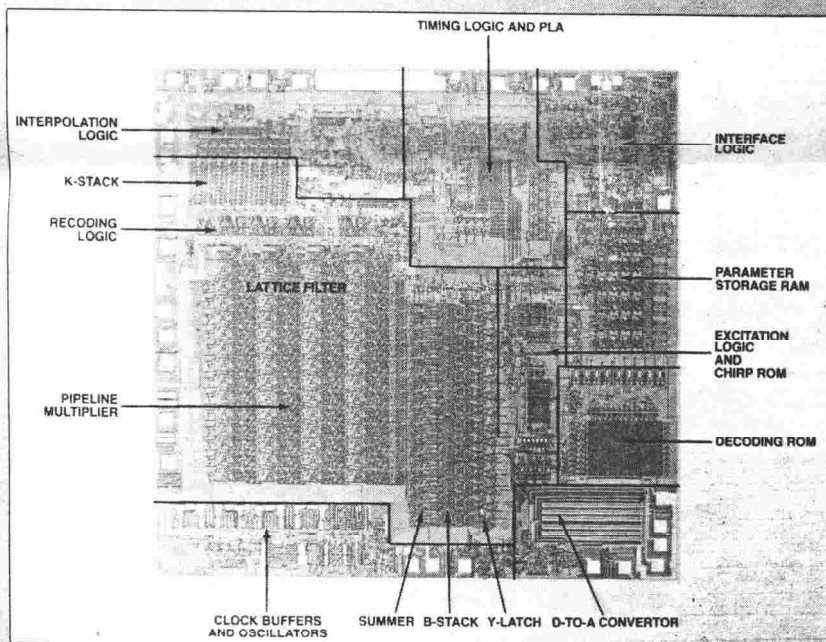 TIMING LOGIC AND PLA
INTERPOLATION
LOGIC
K-STACK
RECODING
LOGIC
LATTICE FILTER
PIPELINE
MULTIPLIER
INTERFACE
LOGIC
PARAMETER
STORAGE RAM
EXCITATION
LOGIC
AND
CHIRP ROM
DECODING ROM
CLOCK BUFFERS
AND OSCILLATORS
SUMMER B-STACK Y-LATCH D-TO-A CONVERTOR